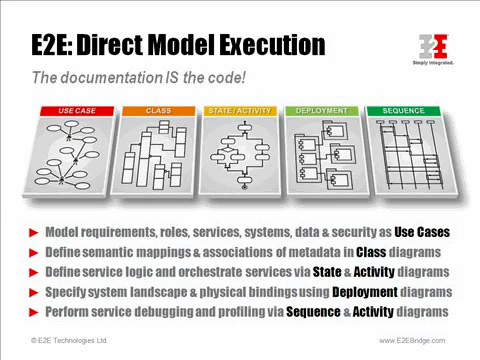 E2E: Direct Model Execution
The documentation IS the code!
E2E
Simply Integrated.
USE CASE
CLASS
STATE / ACTIVITY
DEPLOYMENT
SEQUENCE
Model requirements, roles, services, systems, data & security as Use Cases
Define semantic mappings & associations of metadata in Class diagrams
Define service logic and orchestrate services via State & Activity diagrams
Specify system landscape & physical bindings using Deployment diagrams
Perform service debugging and profiling via Sequence & Activity diagrams
© E2E Technologies Ltd.
www.E2EBridge.com